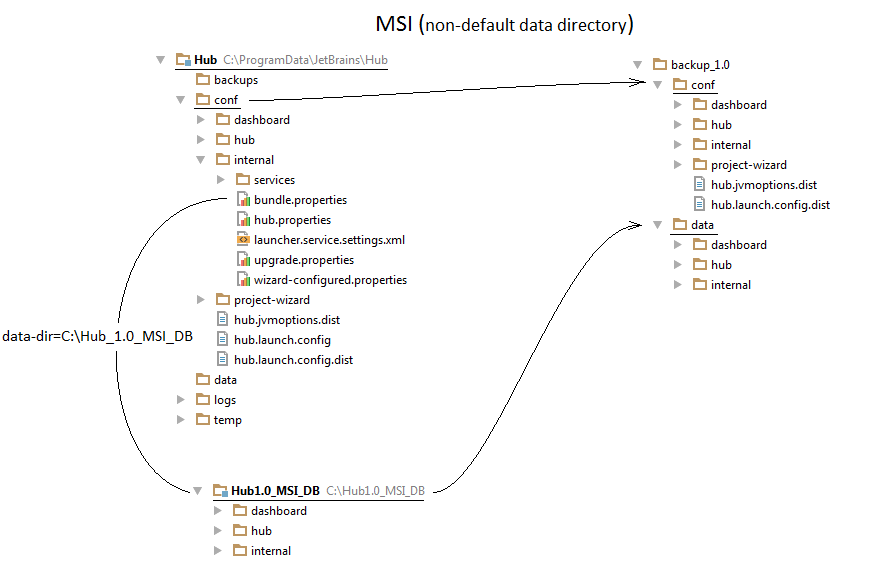 MSI (non-default data directory)
Hub C:\ProgramData\JetBrains\Hub
backups
conf
dashboard
hub
internal
services
bundle.properties
hub.properties
launcher.service.settings.xml
upgrade.properties
wizard-configured.properties
project-wizard
hub.jvmoptions.dist
hub.launch.config
hub.launch.config.dist
data
logs
temp
data-dir=C:\Hub_1.0_MSI_DB
Hub1.0_MSI_DB C:\Hub1.0_MSI_DB
dashboard
hub
internal
backup_1.0
conf
dashboard
hub
internal
project-wizard
hub.jvmoptions.dist
hub.launch.config.dist
data
dashboard
hub
internal